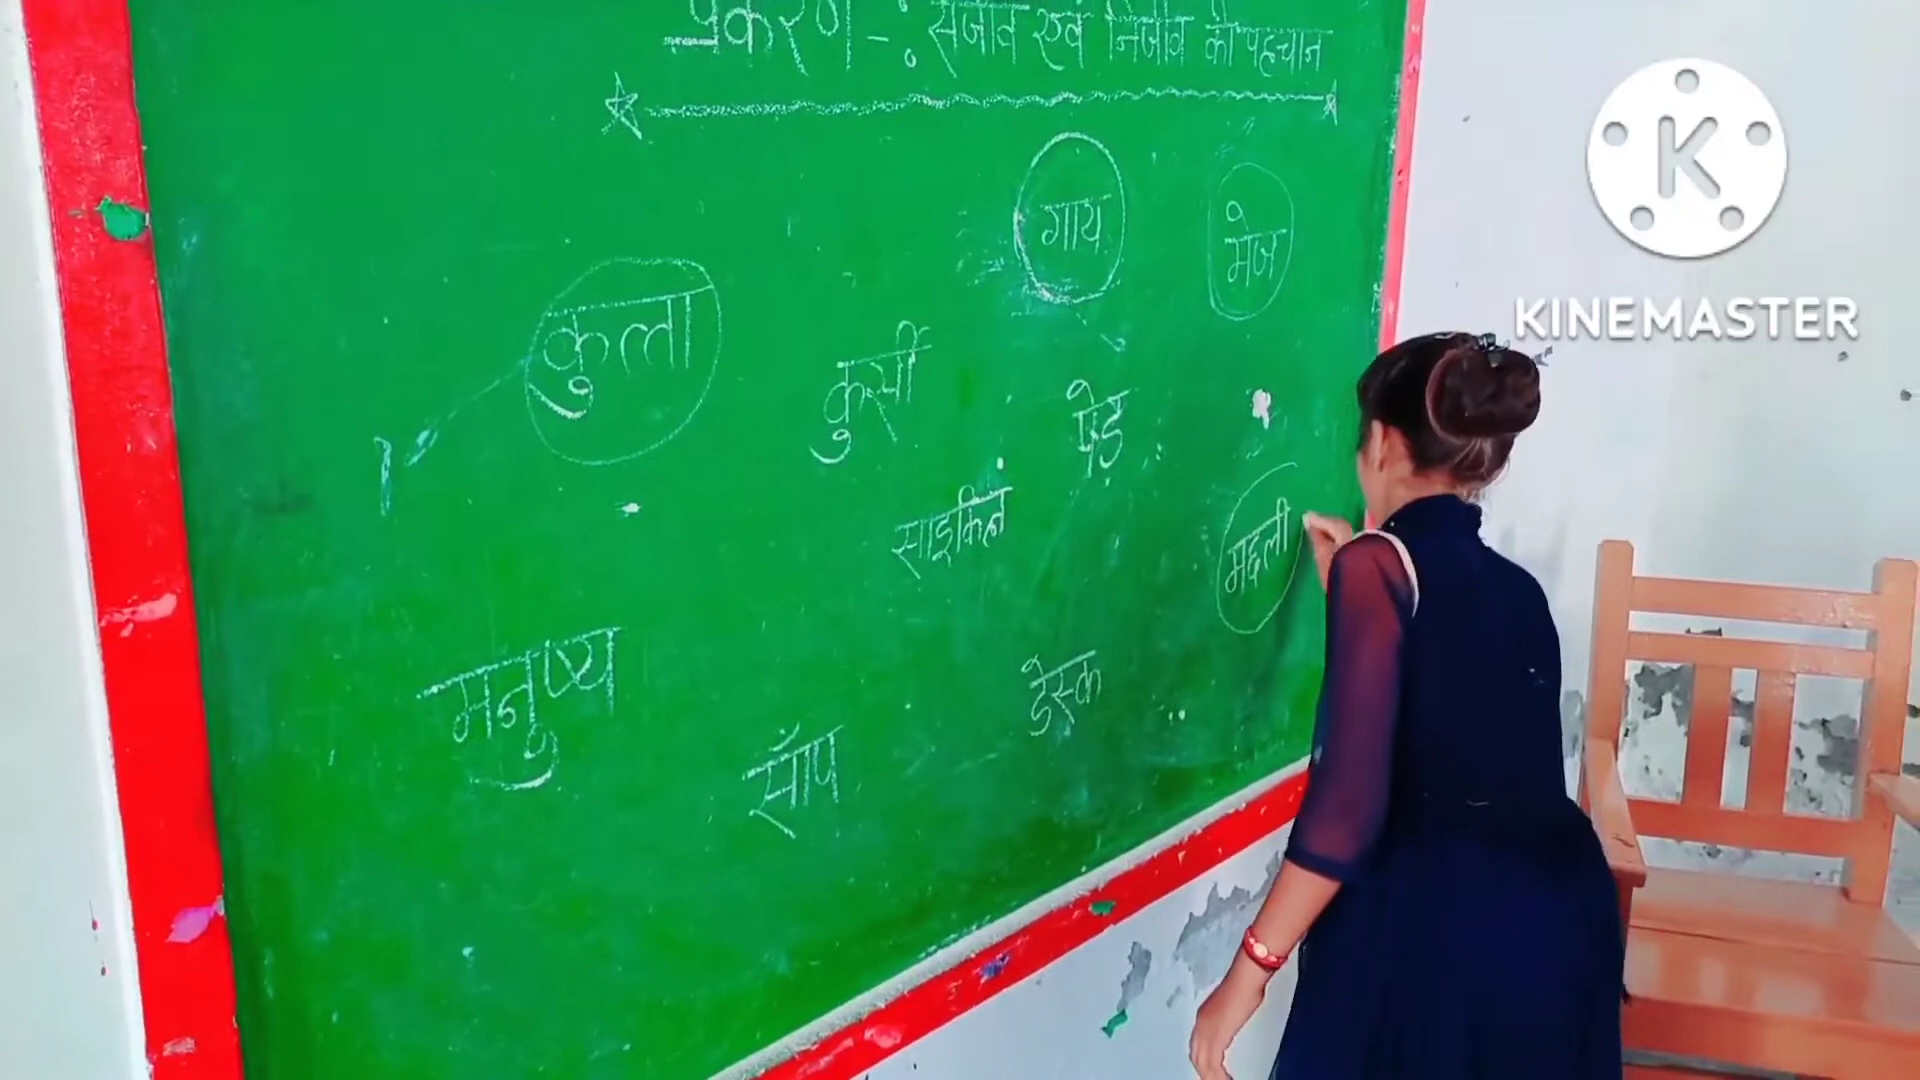 प्रकरण -: सजीव एवं निर्जीव की पहचान
गाय
मेज
कुत्ता
कुर्सी
पेड़
साइकिल
मछली
मनुष्य
साँप
डेस्क
K
KINEMASTER